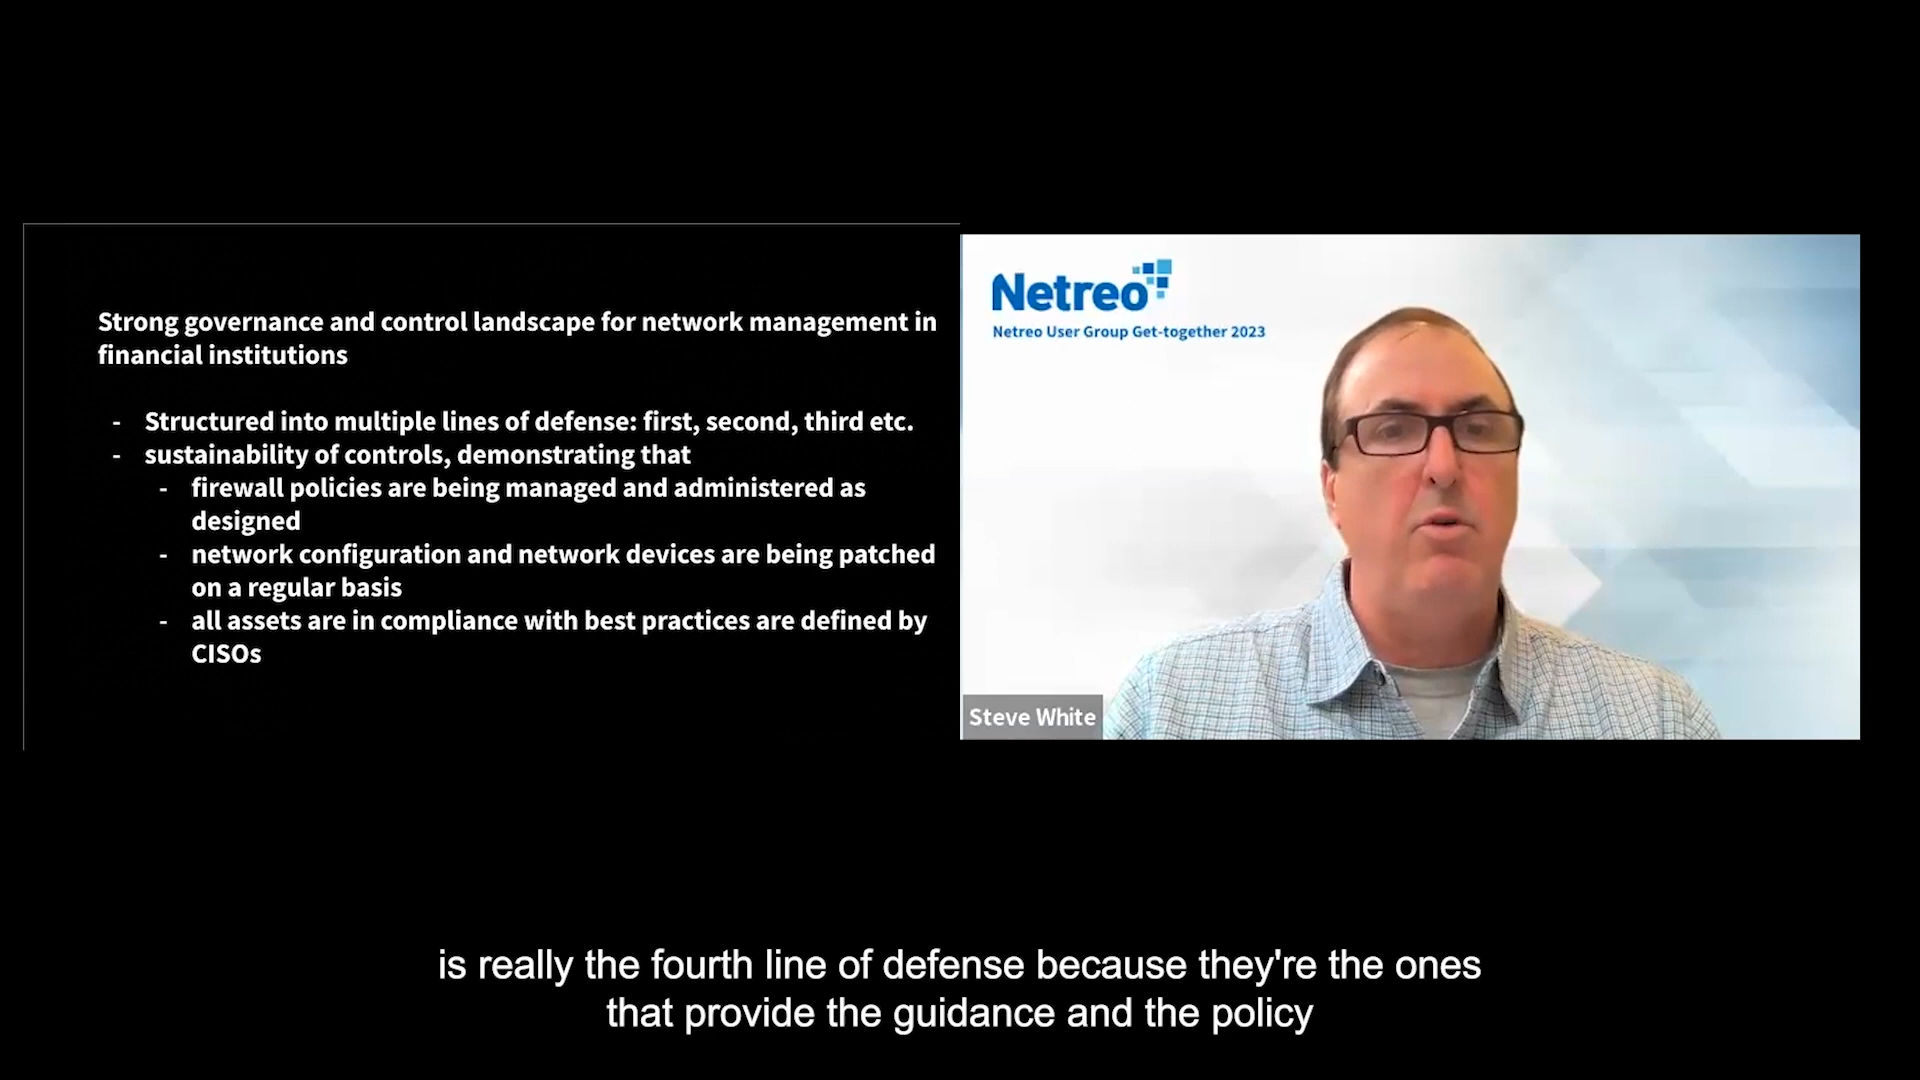 Strong governance and control landscape for network management in
financial institutions
- Structured into multiple lines of defense: first, second, third etc.
- sustainability of controls, demonstrating that
- firewall policies are being managed and administered as
designed
- network configuration and network devices are being patched
on a regular basis
- all assets are in compliance with best practices are defined by
CISOs
Netreo
Netreo User Group Get-together 2023
Steve White
is really the fourth line of defense because they're the ones
that provide the guidance and the policy